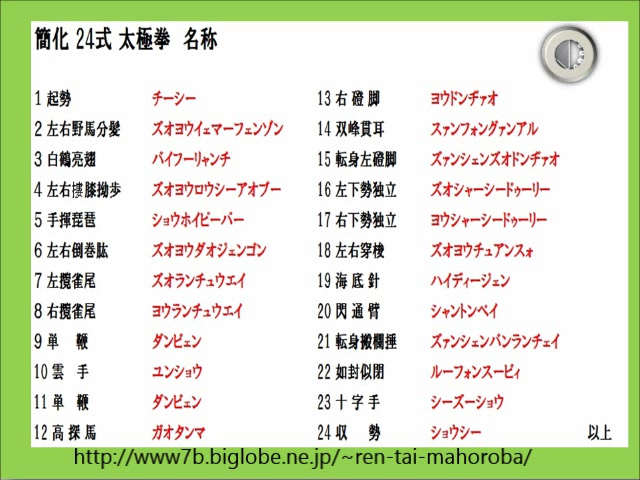 簡化 24式 太極拳 名称
1 起勢 チーシー
2 左右野馬分髮 ズオヨウイェマーフェンゾン
3 白鶴亮翅 バイフーリャンチ
4 左右摟膝拗歩 ズオヨウロウシーアオブー
5 手揮琵琶 ショウホイピーパー
6 左右倒巻肱 ズオヨウダオジェンゴン
7 左攬雀尾 ズオランチュウエイ
8 右攬雀尾 ヨウランチュウエイ
9 単 鞭 ダンビェン
10 雲 手 ユンショウ
11 単 鞭 ダンビェン
12 高 探 馬 ガオタンマ
13 右 磴 脚 ヨウドンヂァオ
14 双峰貫耳 スァンフォングァンアル
15 転身左磴脚 ズァンシェンズオドンヂァオ
16 左下勢独立 ズオシャーシードゥーリー
17 右下勢独立 ヨウシャーシードゥーリー
18 左右穿梭 ズオヨウチュアンスォ
19 海 底 針 ハイディージェン
20 閃 通 臂 シャントンペイ
21 転身搬欄捶 ズァンシェンバンランチェイ
22 如封似閉 ルーフォンスービィ
23 十 字 手 シーズーショウ
24 収 勢 ショウシー 以上
http://www7b.biglobe.ne.jp/~ren-tai-mahoroba/